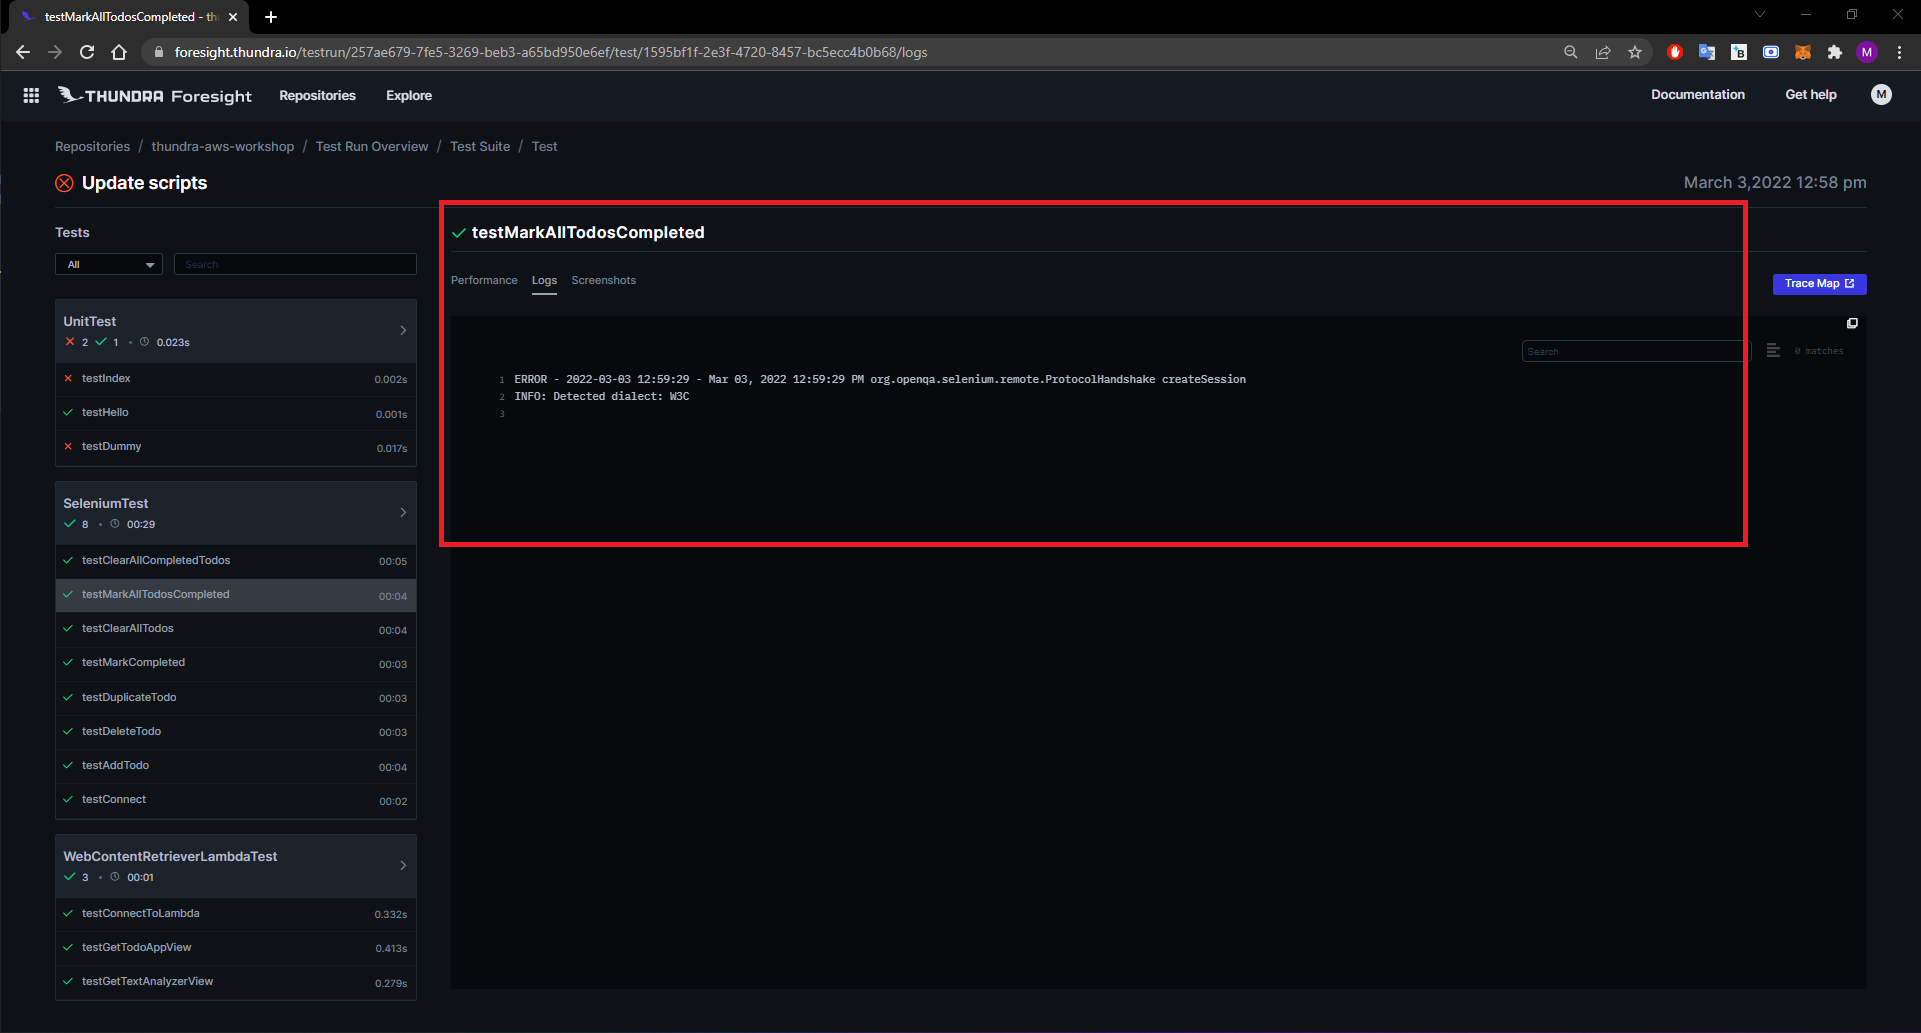 testMarkAllTodosCompleted - th
foresight.thundra.io/testrun/257ae679-7fe5-3269-beb3-a65bd950e6ef/test/1595bf1f-2e3f-4720-8457-bc5ecc4b0b68/logs
M
THUNDRA Foresight Repositories Explore Documentation Get help M
Repositories / thundra-aws-workshop / Test Run Overview / Test Suite / Test
Update scripts March 3,2022 12:58 pm
Tests
All Search
UnitTest
2 1 • 0.023s
testIndex 0.002s
testHello 0.001s
testDummy 0.017s
SeleniumTest
8 • 00:29
testClearAllCompletedTodos 00:05
testMarkAllTodosCompleted 00:04
testClearAllTodos 00:04
testMarkCompleted 00:03
testDuplicateTodo 00:03
testDeleteTodo 00:03
testAddTodo 00:04
testConnect 00:02
WebContentRetrieverLambdaTest
3 • 00:01
testConnectToLambda 0.332s
testGetTodoAppView 0.413s
testGetTextAnalyzerView 0.279s
testMarkAllTodosCompleted
Performance Logs Screenshots
Trace Map
Search 0 matches
1 ERROR - 2022-03-03 12:59:29 - Mar 03, 2022 12:59:29 PM org.openqa.selenium.remote.ProtocolHandshake createSession
2 INFO: Detected dialect: W3C
3